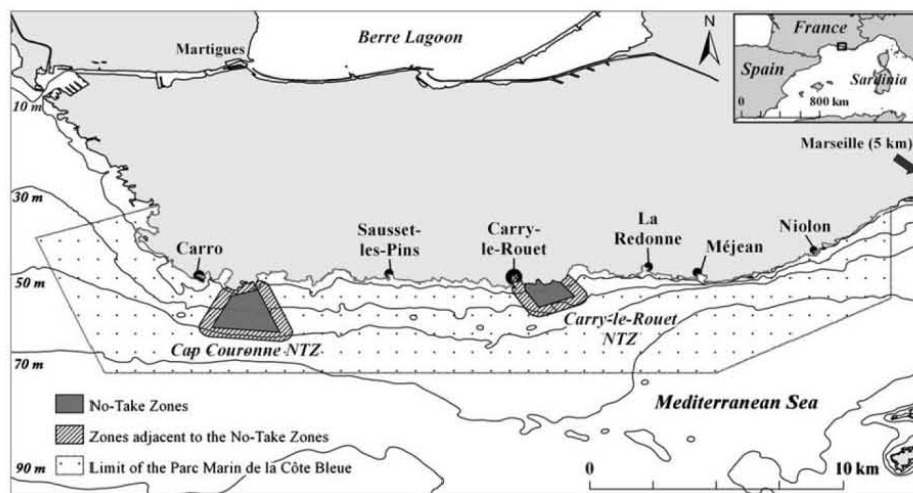 Martigues
Berre Lagoon
N
France
Spain
Sardinia
0 800 km
Marseille (5 km)
10 m
30 m
50 m
70 m
90 m
Carro
Sausset-
les-Pins
Carry-
le-Rouet
La
Redonne
Méjean
Niolon
Cap Couronne NTZ
Carry-le-Rouet
NTZ
Mediterranean Sea
No-Take Zones
Zones adjacent to the No-Take Zones
Limit of the Parc Marin de la Côte Bleue
0 10 km